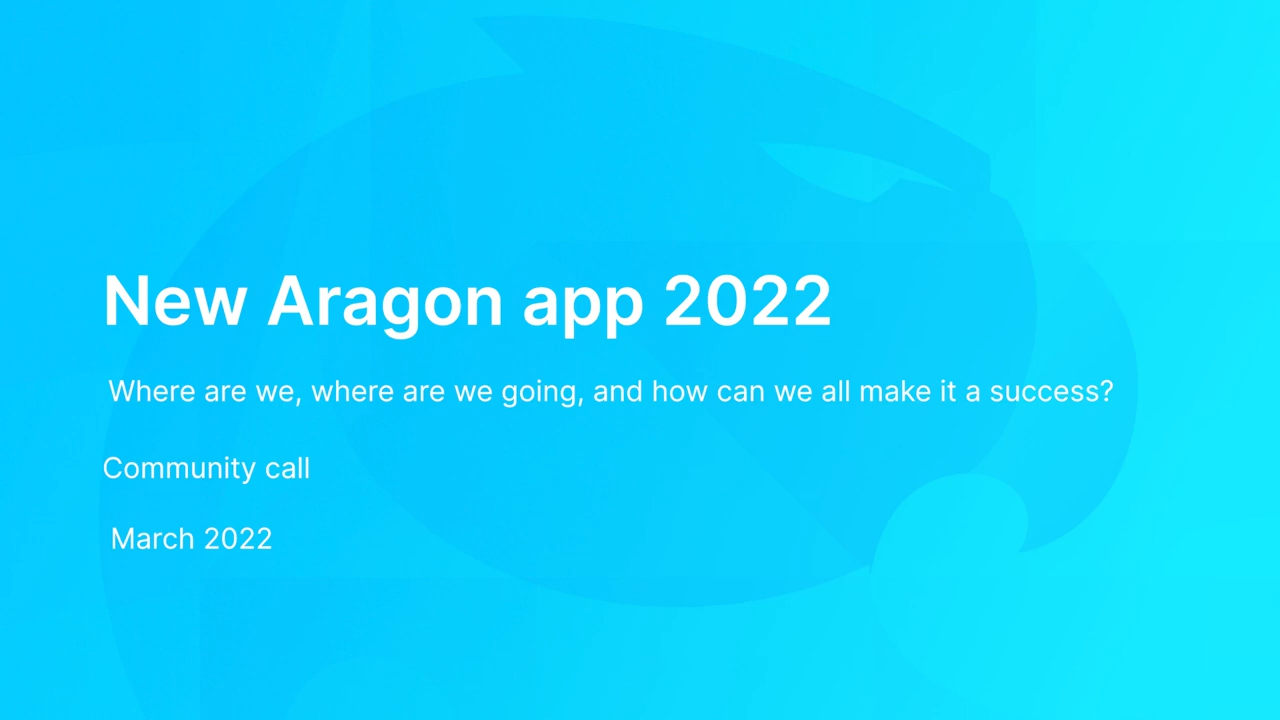 New Aragon app 2022
Where are we, where are we going, and how can we all make it a success?
Community call
March 2022